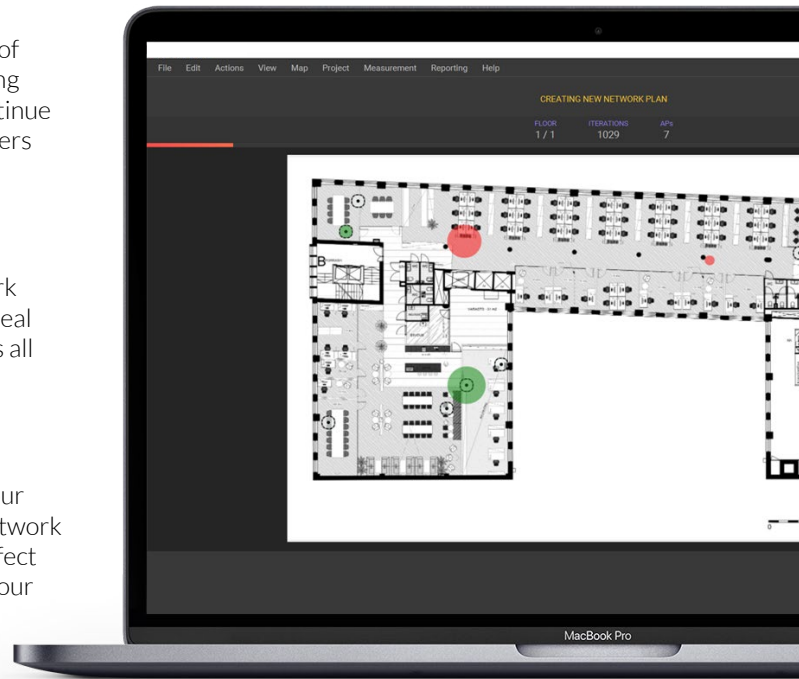 of
ng
tinue
ers
rk
eal
s all
ur
twork
fect
our
File Edit Actions View Map Project Measurement Reporting Help
CREATING NEW NETWORK PLAN
FLOOR ITERATIONS APs
1 / 1 1029 7
B
0
MacBook Pro